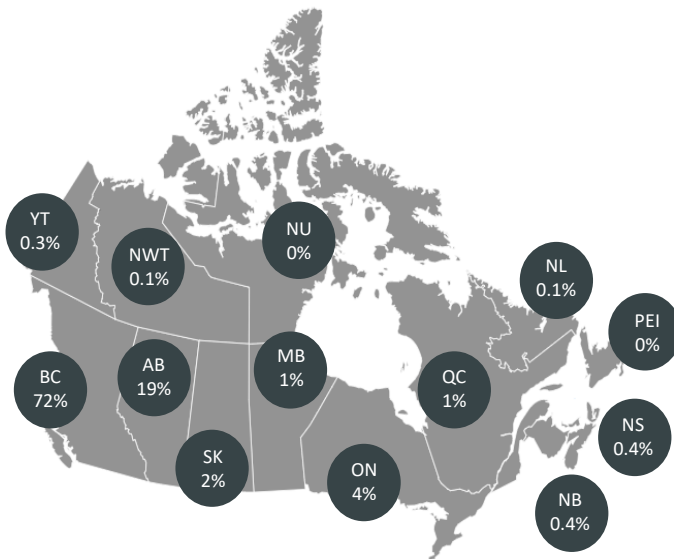 YT
0.3%
NWT
0.1%
NU
0%
NL
0.1%
PEI
0%
BC
72%
AB
19%
MB
1%
QC
1%
SK
2%
ON
4%
NS
0.4%
NB
0.4%